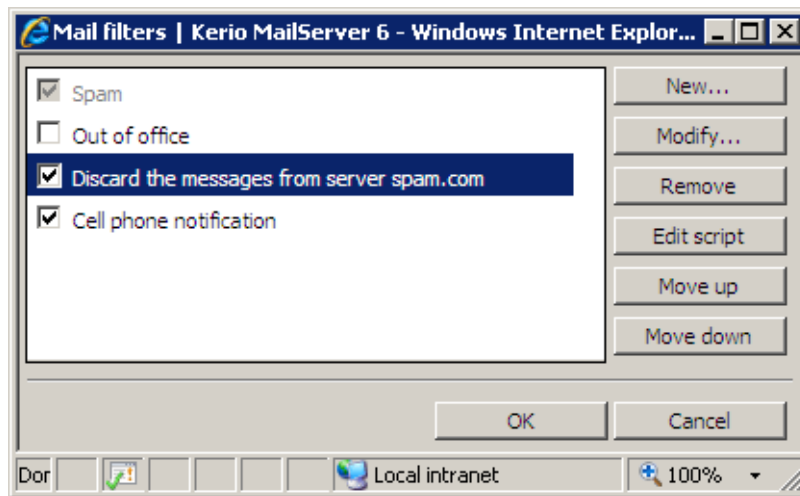 Mail filters | Kerio MailServer 6 - Windows Internet Explor...
Spam
Out of office
Discard the messages from server spam.com
Cell phone notification
New...
Modify...
Remove
Edit script
Move up
Move down
OK
Cancel
Dor
Local intranet
100%